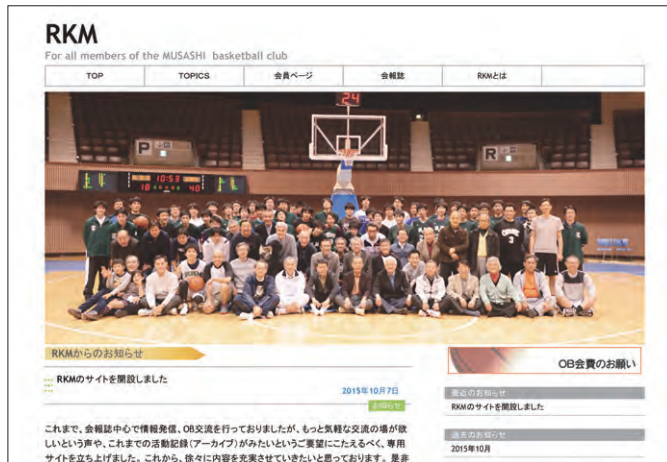 RKM
For all members of the MUSASHI basketball club
TOP
TOPICS
会員ページ
会報誌
RKMとは
24
P
R
10:53
18
40
3
RKMからのお知らせ
RKMのサイトを開設しました
2015年10月7日
お知らせ
これまで、会報誌中心で情報発信、OB交流を行っておりましたが、もっと気軽な交流の場が欲
しいという声や、これまでの活動記録(アーカイブ)がみたいというご要望にこたえるべく、専用
サイトを立ち上げました。これから、徐々に内容を充実させていきたいと思っております。是非
OB会費のお願い
最近のお知らせ
RKMのサイトを開設しました
過去のお知らせ
2015年10月